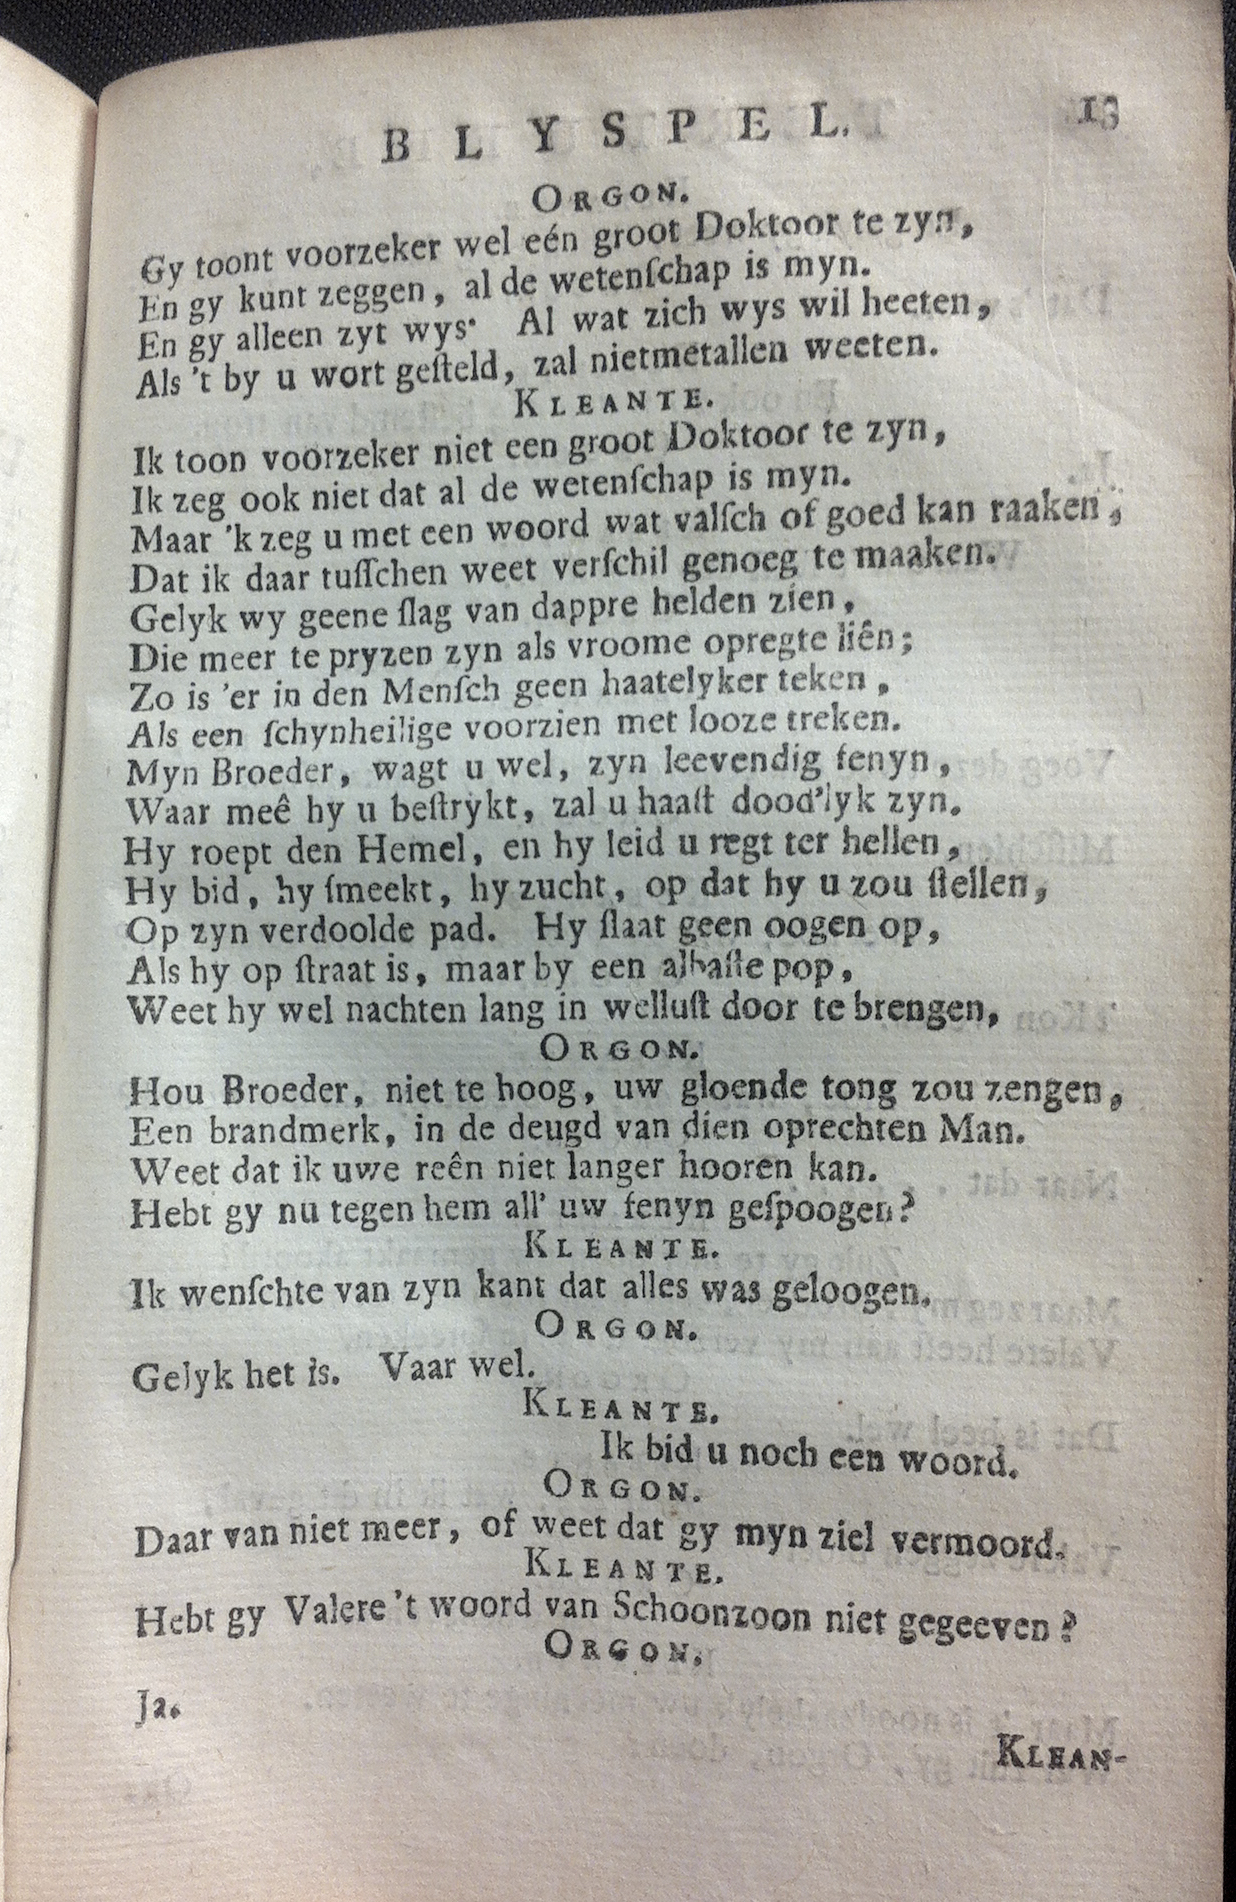 BLYSPEL. 13
ORGON.
Gy toont voorzeker wel eén groot Doktoor te zyn,
En gy kunt zeggen, al de wetenſchap is myn.
En gy alleen zyt wys. Al wat zich wys wil heeten,
Als 't by u wort geſteld, zal nietmetallen weeten.
KLEANTE.
Ik toon voorzeker niet een groot Doktoor te zyn,
Ik zeg ook niet dat al de wetenſchap is myn.
Maar 'k zeg u met een woord wat valſch of goed kan raaken,
Dat ik daar tuſſchen weet verſchil genoeg te maaken.
Gelyk wy geene ſlag van dappre helden zien,
Die meer te pryzen zyn als vroome opregte liên;
Zo is 'er in den Menſch geen haatelyker teken,
Als een ſchynheilige voorzien met looze treken.
Myn Broeder, wagt u wel, zyn leevendig fenyn,
Waar meê hy u beſtrykt, zal u haaſt dood'lyk zyn.
Hy roept den Hemel, en hy leid u regt ter hellen,
Hy bid, hy ſmeekt, hy zucht, op dat hy u zou ſtellen,
Op zyn verdoolde pad. Hy ſlaat geen oogen op,
Als hy op ſtraat is, maar by een albaſte pop,
Weet hy wel nachten lang in welluſt door te brengen,
ORGON.
Hou Broeder, niet te hoog, uw gloende tong zou zengen,
Een brandmerk, in de deugd van dien oprechten Man.
Weet dat ik uwe reên niet langer hooren kan.
Hebt gy nu tegen hem all' uw fenyn geſpoogen?
KLEANTE.
Ik wenſchte van zyn kant dat alles was geloogen.
ORGON.
Gelyk het is. Vaar wel.
KLEANTE.
Ik bid u noch een woord.
ORGON.
Daar van niet meer, of weet dat gy myn ziel vermoord.
KLEANTE.
Hebt gy Valere 't woord van Schoonzoon niet gegeeven?
ORGON.
Ja.
KLEAN-